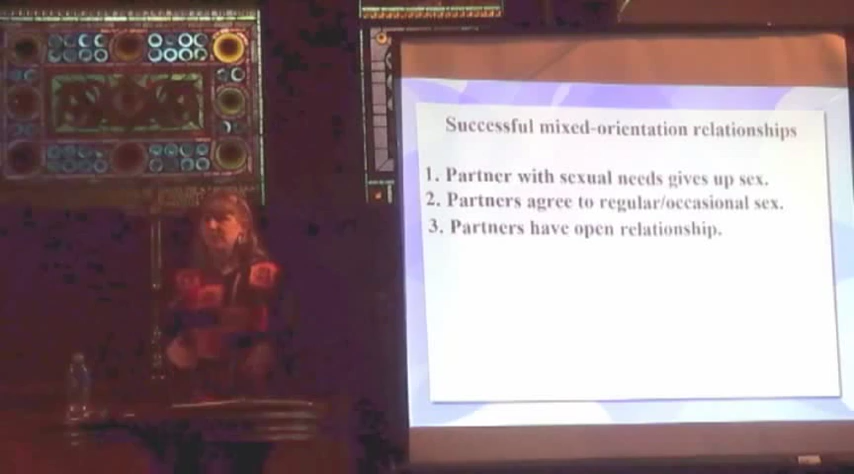 Successful mixed-orientation relationships
1. Partner with sexual needs gives up sex.
2. Partners agree to regular/occasional sex.
3. Partners have open relationship.